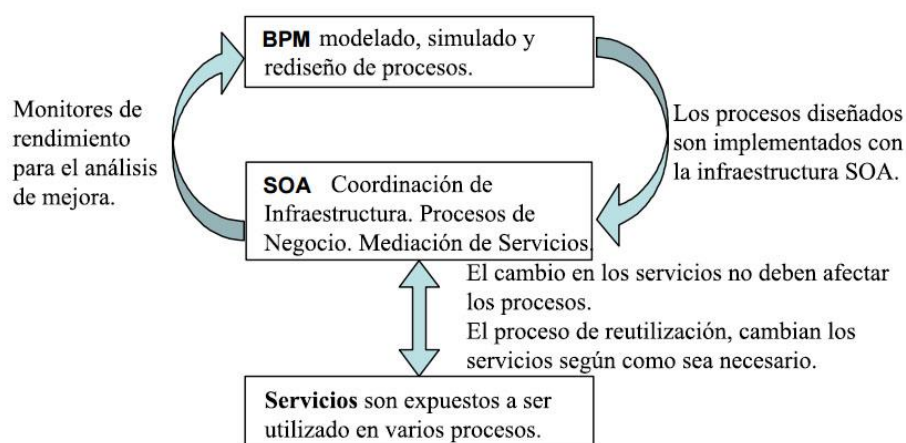 BPM modelado, simulado y
rediseño de procesos.
Monitores de
rendimiento
para el análisis
de mejora.
Los procesos diseñados
son implementados con
la infraestructura SOA.
SOA Coordinación de
Infraestructura. Procesos de
Negocio. Mediación de Servicios.
El cambio en los servicios no deben afectar
los procesos.
El proceso de reutilización, cambian los
servicios según como sea necesario.
Servicios son expuestos a ser
utilizado en varios procesos.